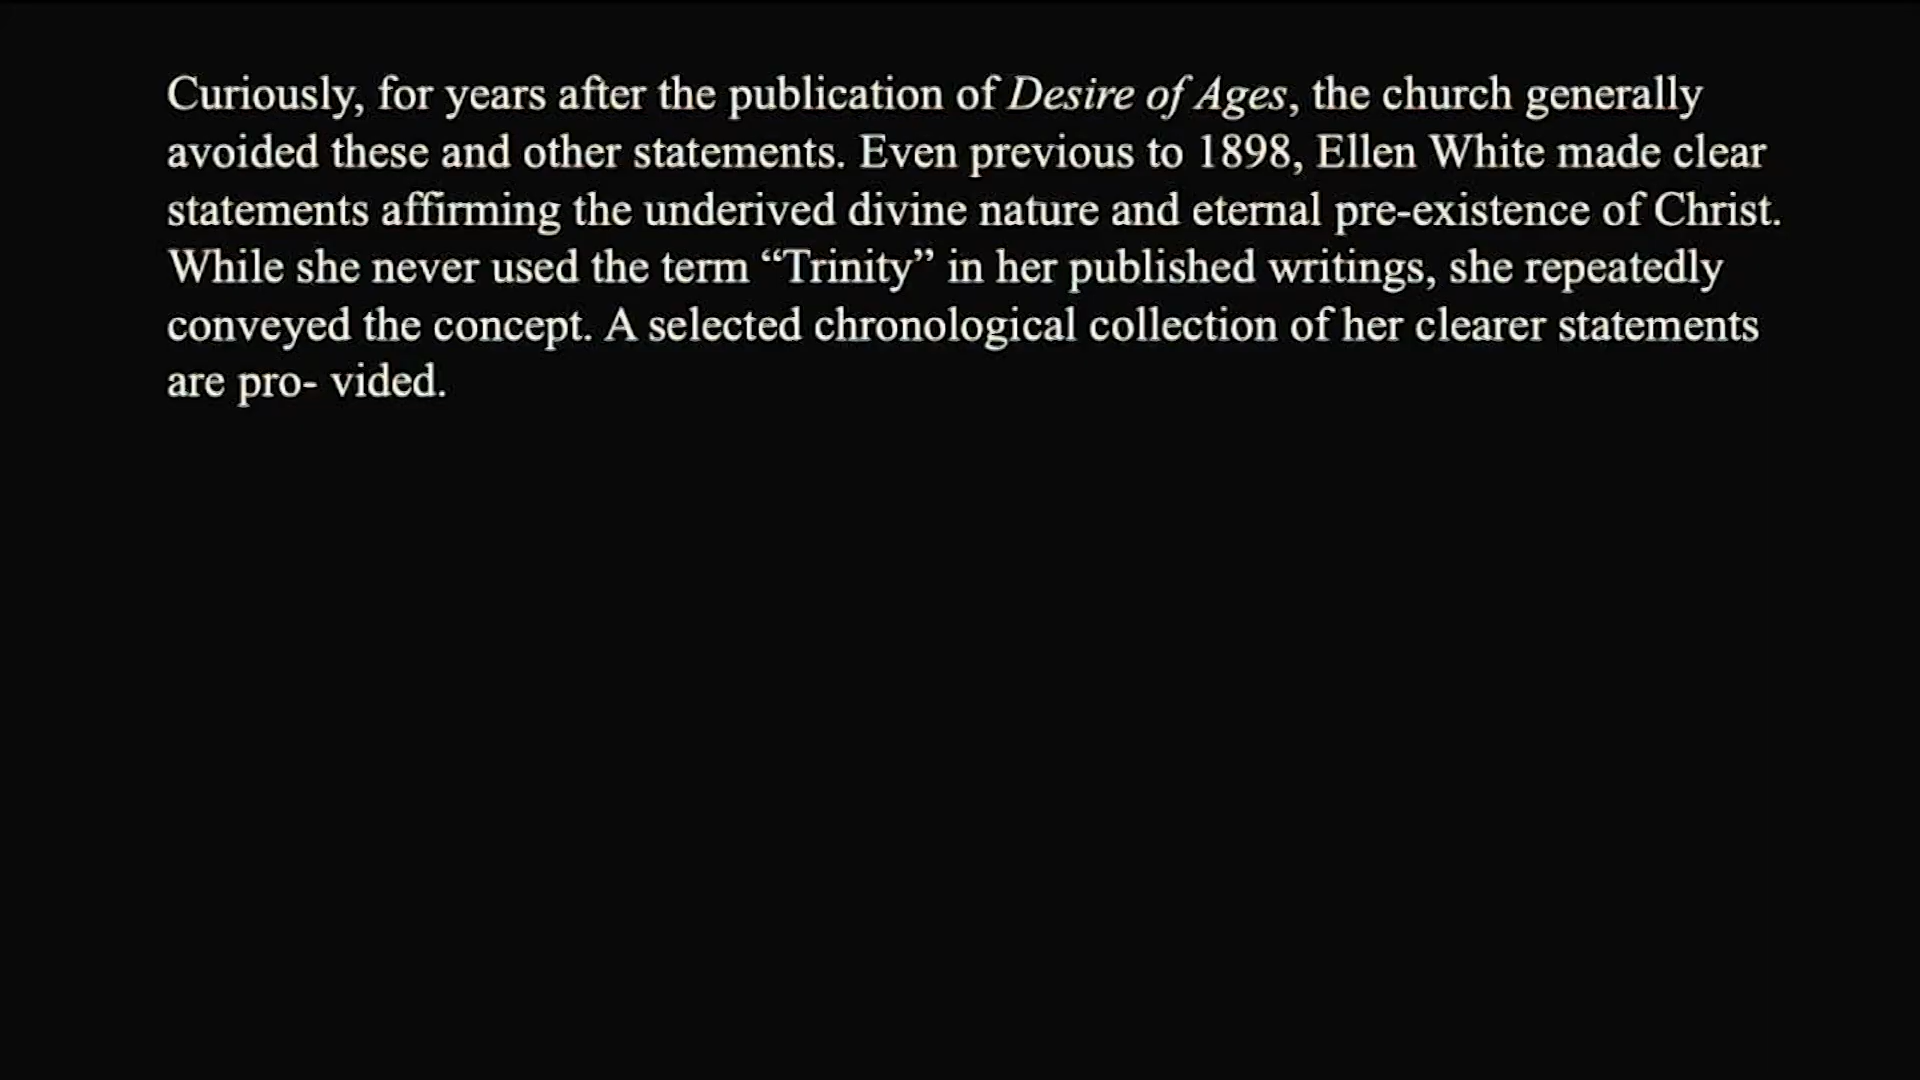 Curiously, for years after the publication of Desire of Ages, the church generally
avoided these and other statements. Even previous to 1898, Ellen White made clear
statements affirming the underived divine nature and eternal pre-existence of Christ.
While she never used the term “Trinity” in her published writings, she repeatedly
conveyed the concept. A selected chronological collection of her clearer statements
are pro- vided.